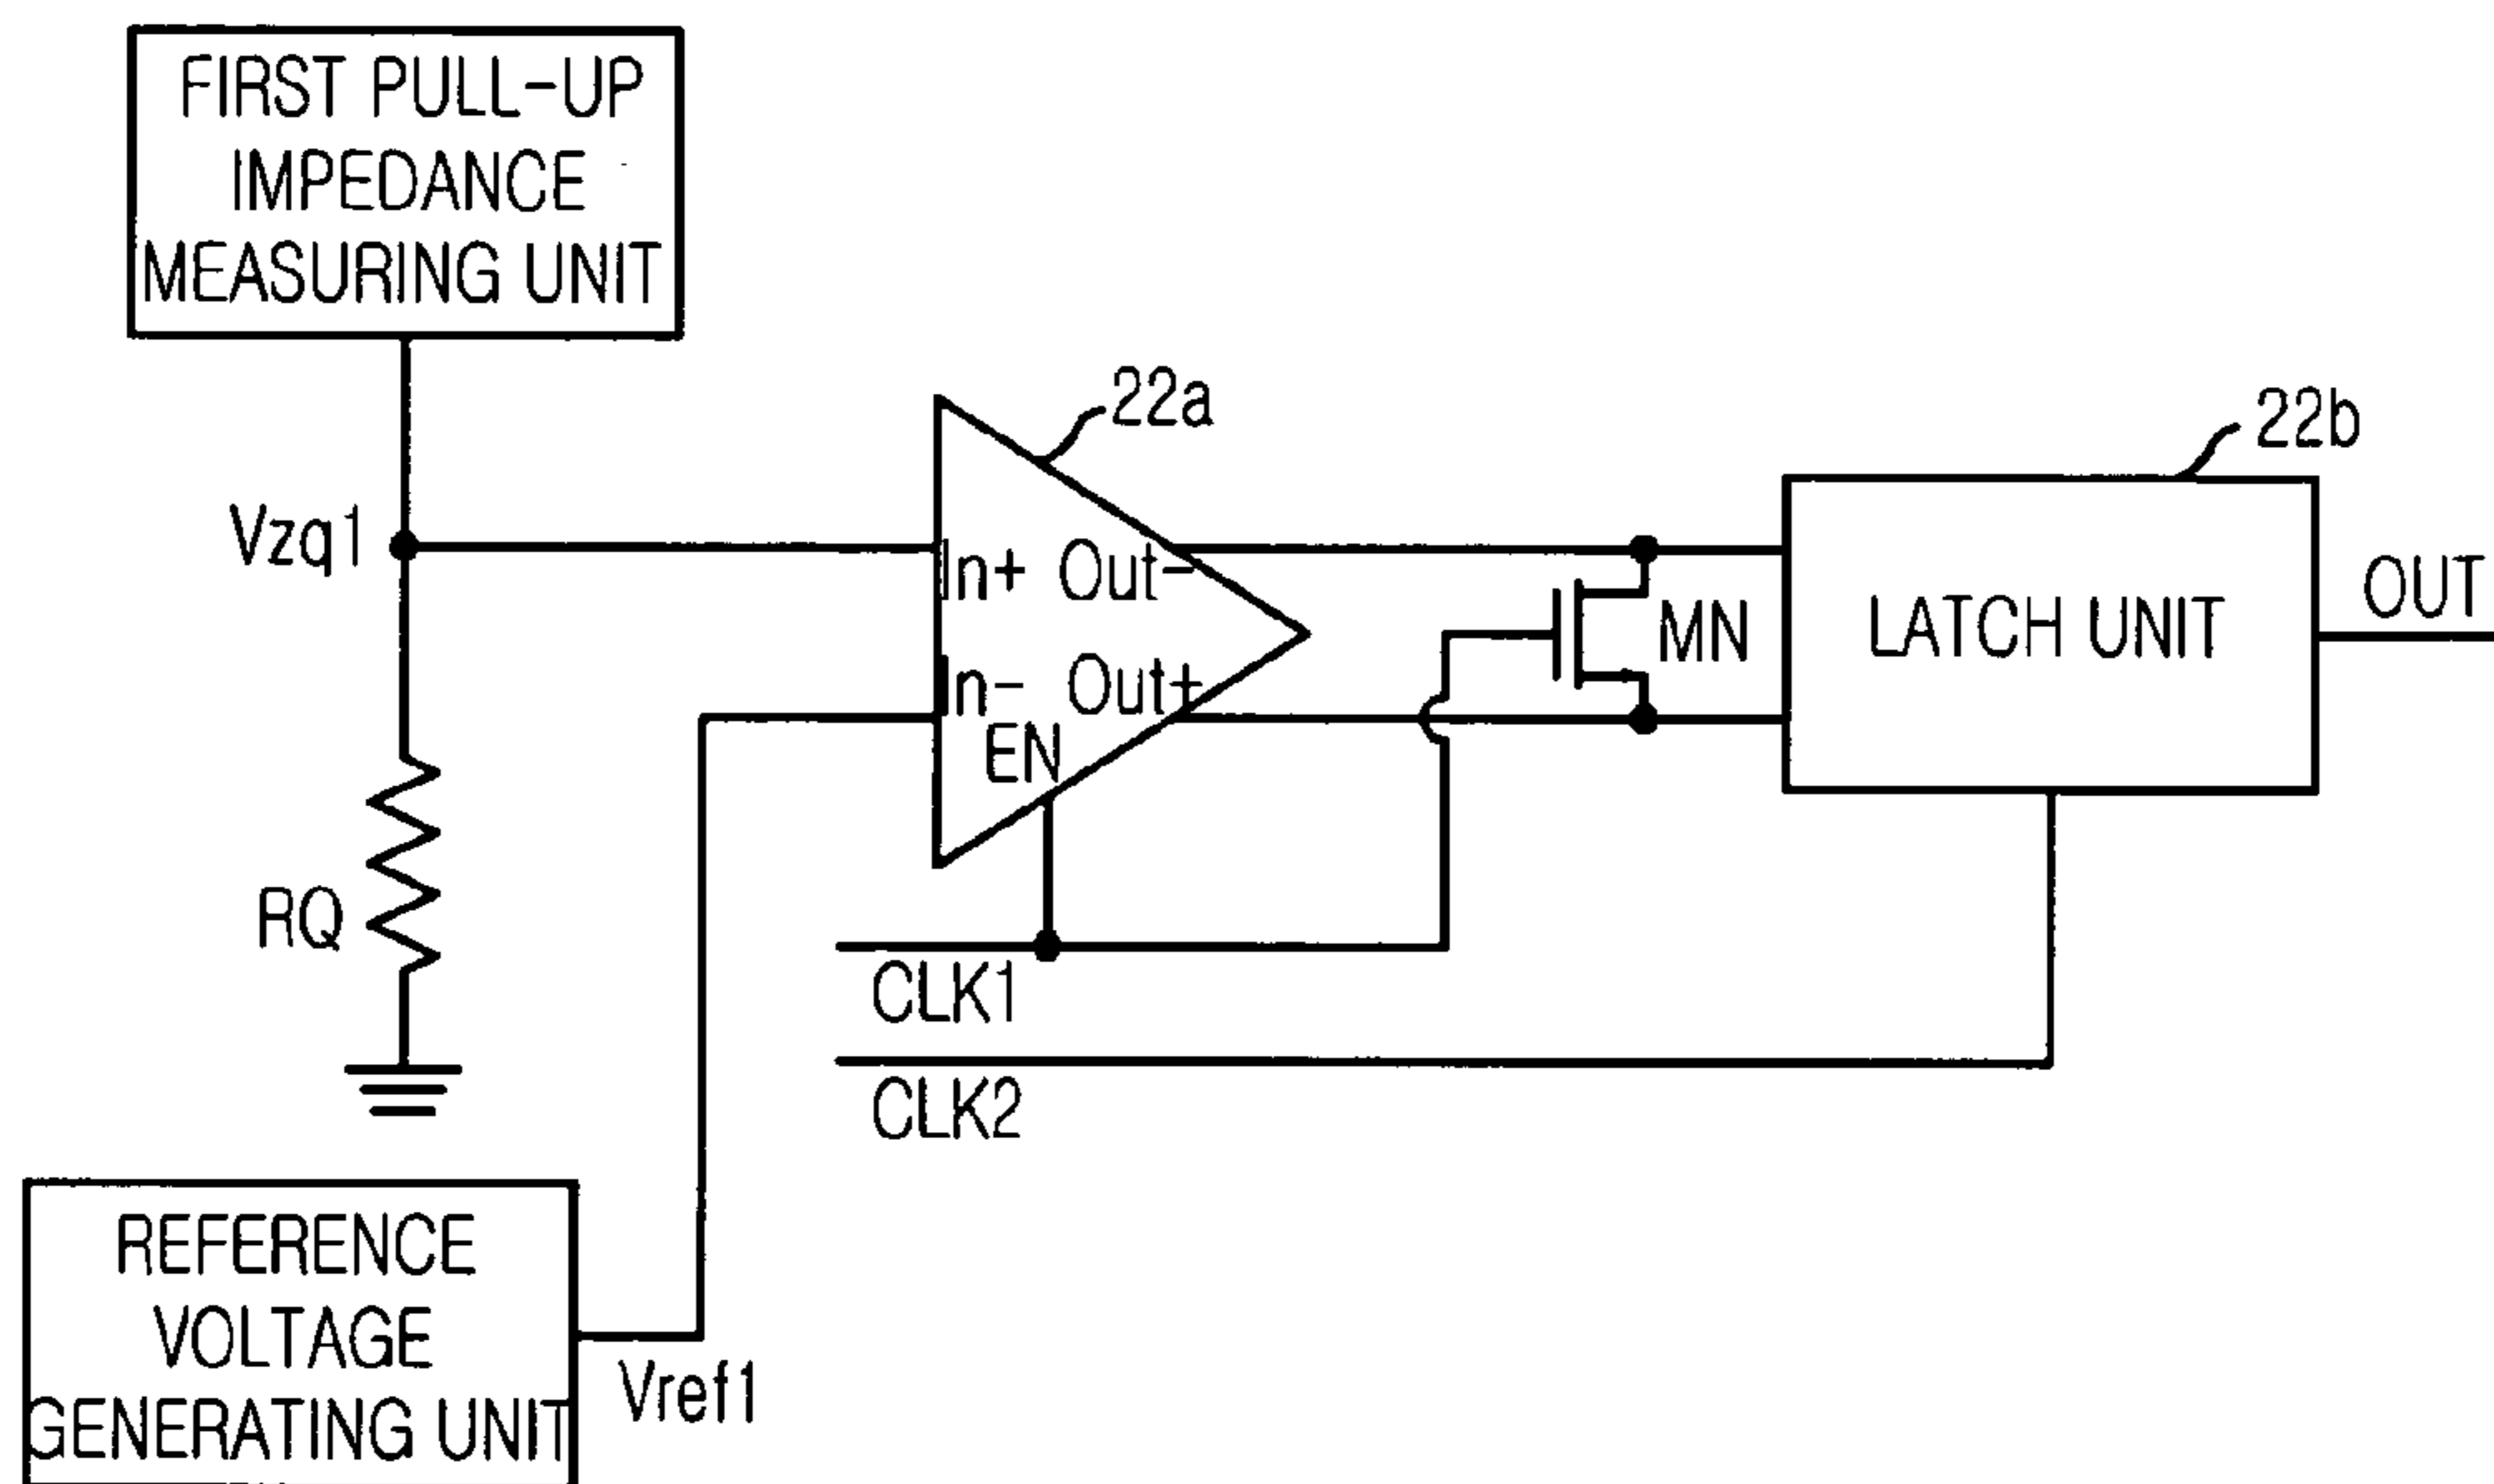 FIRST PULL-UP
IMPEDANCE
MEASURING UNIT
22a
22b
Vzq1
In+ Out-
In- Out+
EN
MN
LATCH UNIT
OUT
RQ
CLK1
CLK2
REFERENCE
VOLTAGE
GENERATING UNIT
Vref1